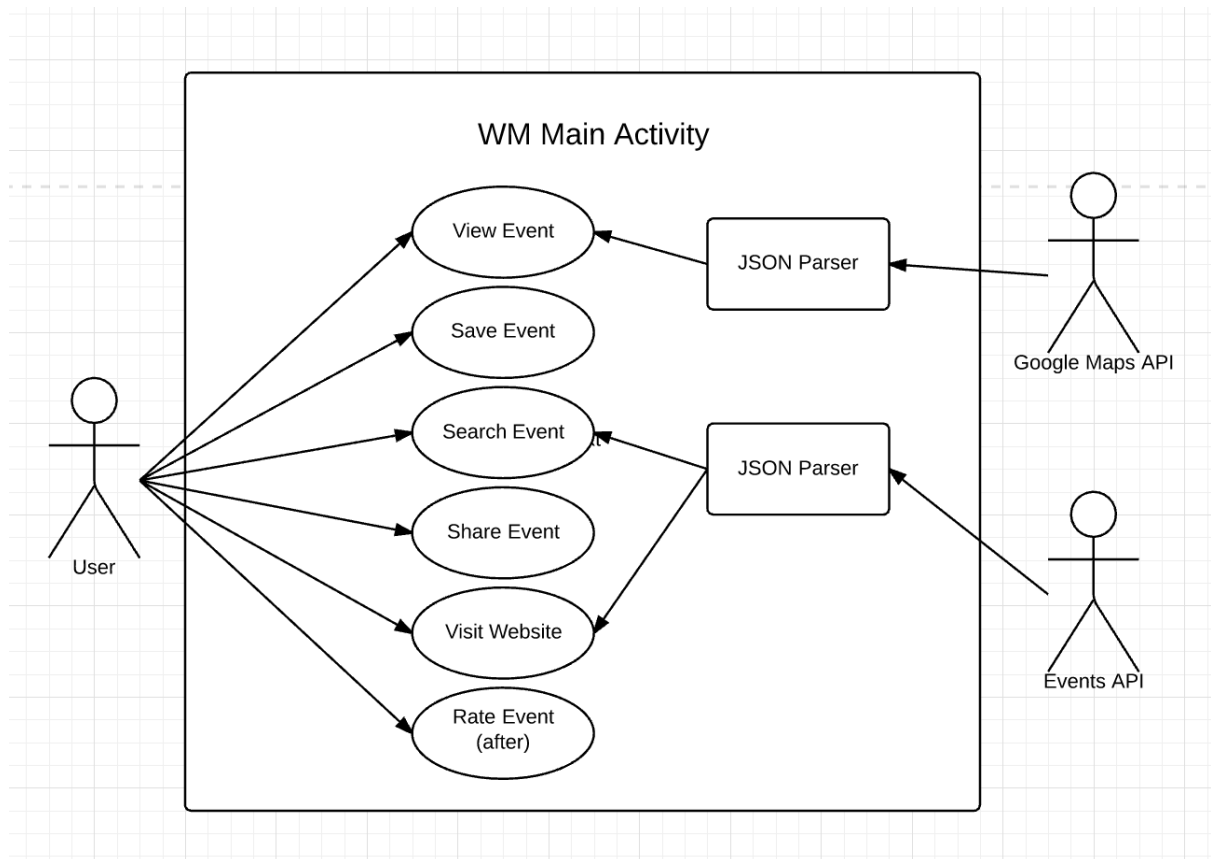 WM Main Activity
View Event
JSON Parser
Google Maps API
Save Event
Search Event
JSON Parser
Share Event
User
Visit Website
Events API
Rate Event
(after)